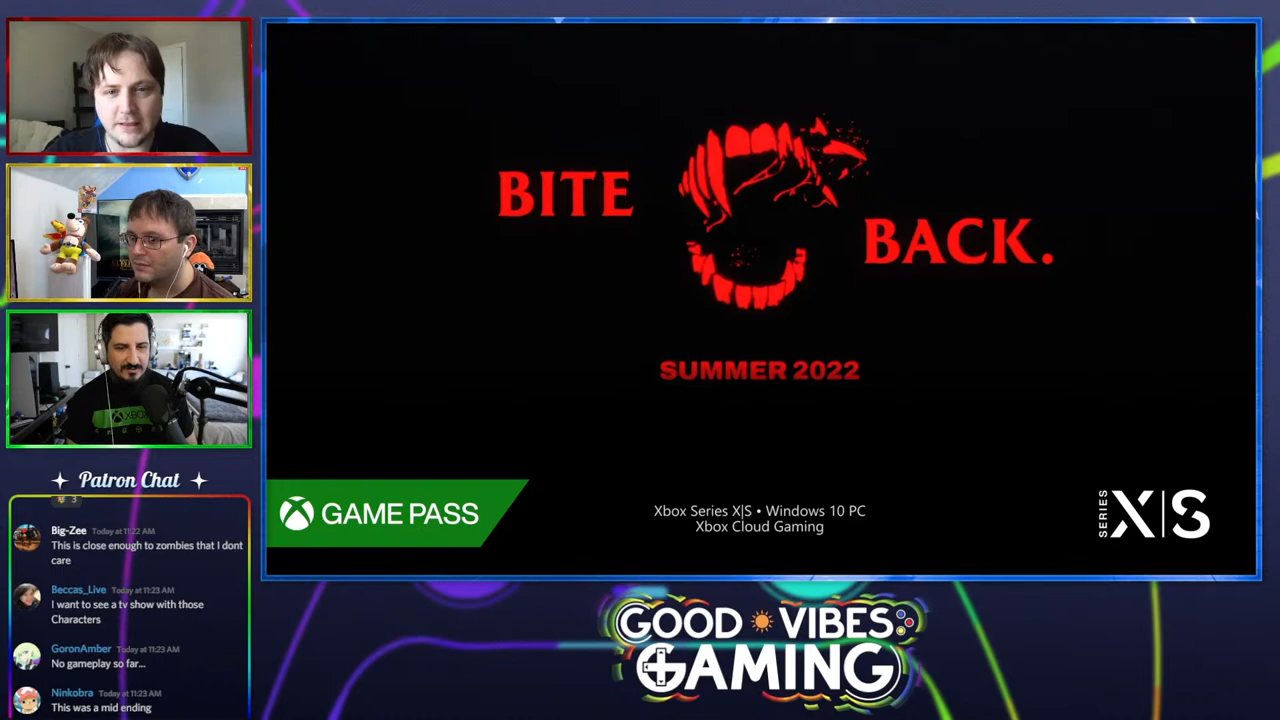 BITE
BACK.
SUMMER 2022
GAME PASS
Xbox Series X|S • Windows 10 PC
Xbox Cloud Gaming
SERIES X|S
XBOX
Patron Chat
3
Big-Zee Today at 11:22 AM
This is close enough to zombies that I dont
care
Beccas_Live Today at 11:23 AM
I want to see a tv show with those
Characters
GoronAmber Today at 11:23 AM
No gameplay so far...
Ninkobra Today at 11:23 AM
This was a mid ending
GOOD VIBES
GAMING